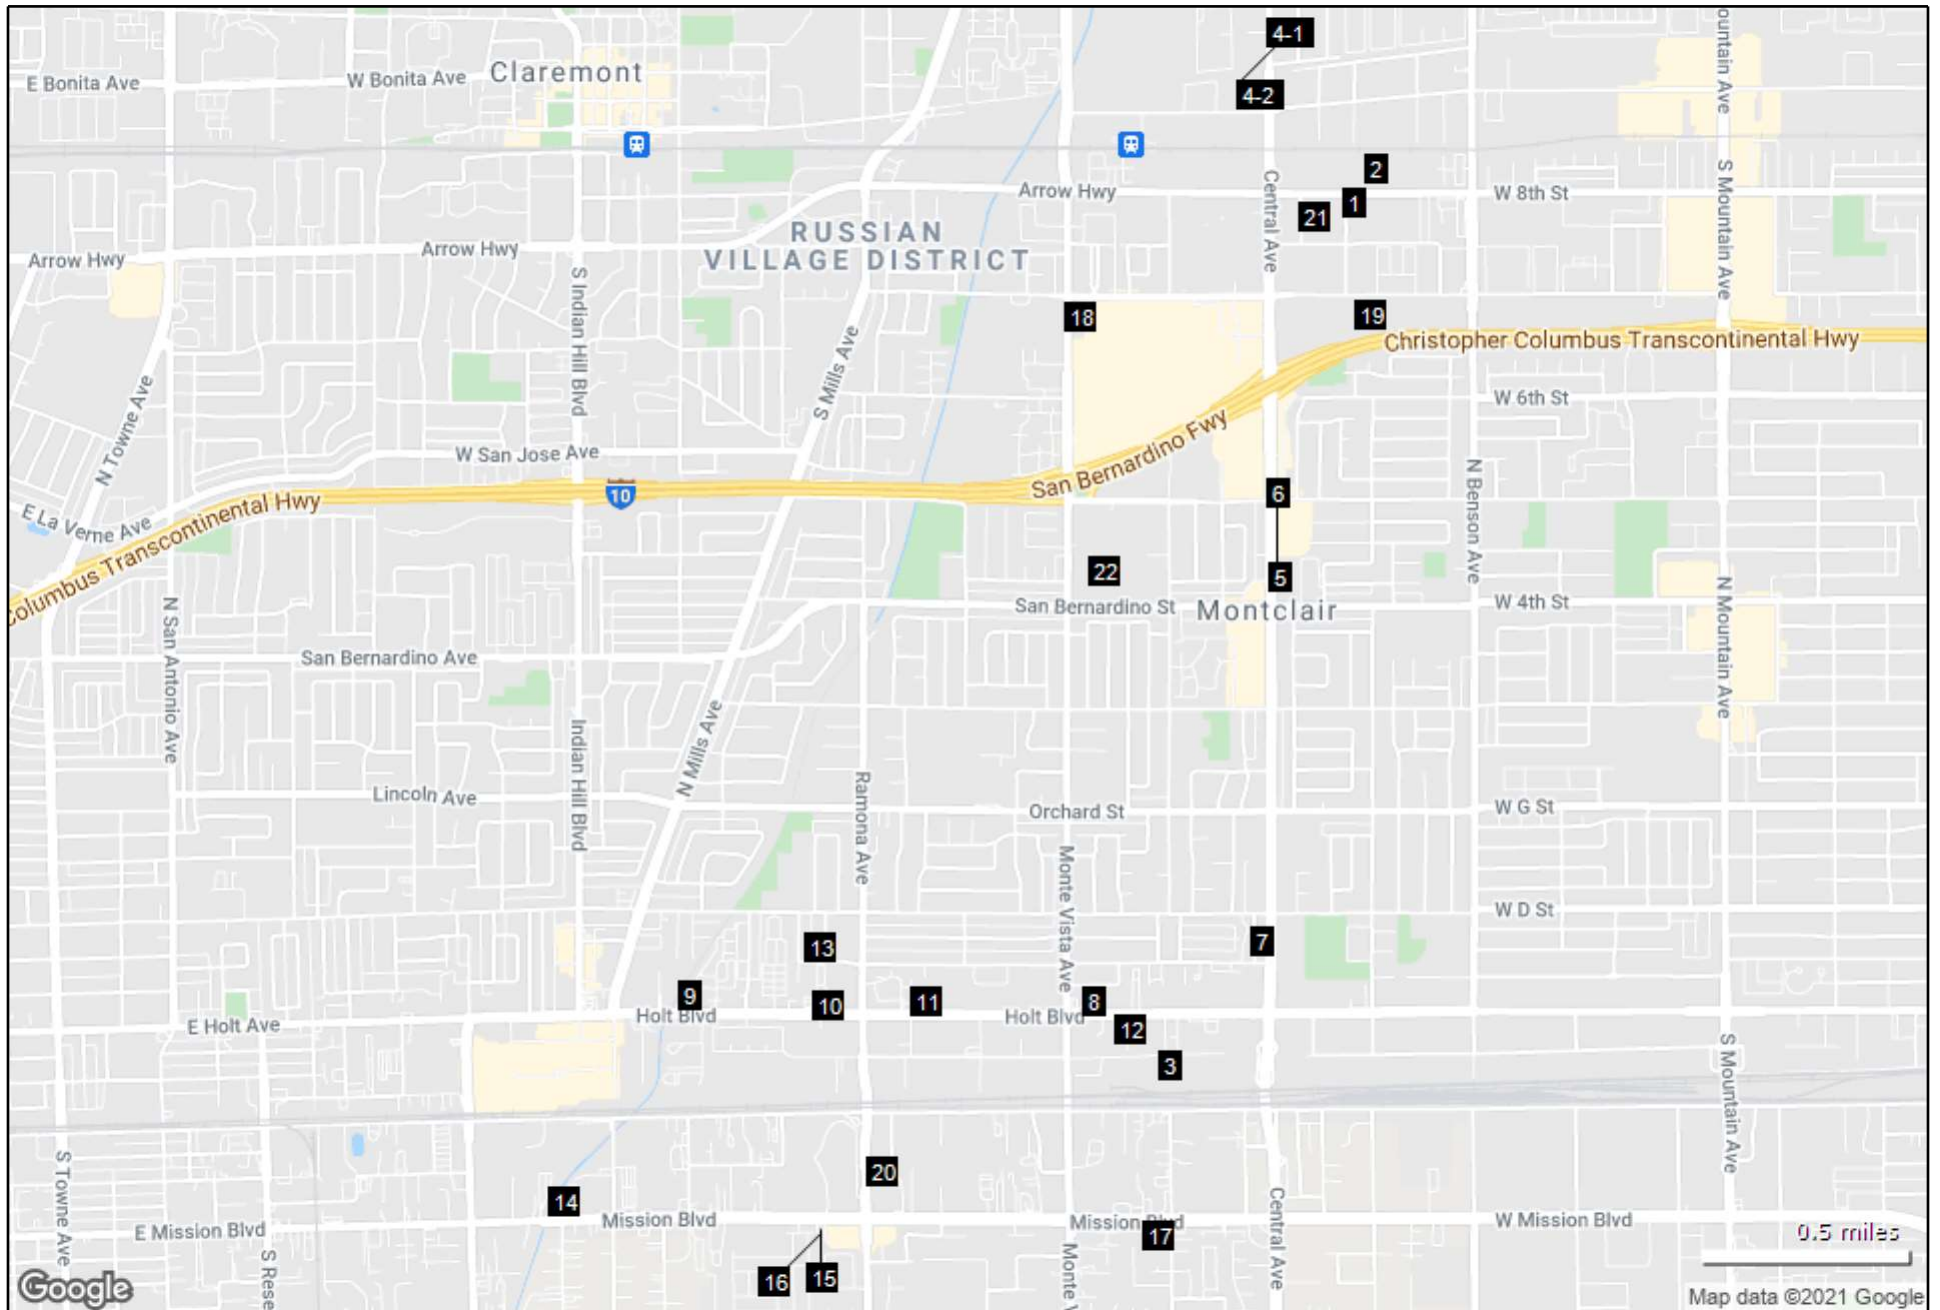 4-1
ountain Ave
E Bonita Ave
W Bonita Ave
Claremont
4-2
2
Arrow Hwy
W 8th St
1
21
Central Ave
S Mountain Ave
RUSSIAN
VILLAGE DISTRICT
Arrow Hwy
Arrow Hwy
S Indian Hill Blvd
18
19
Christopher Columbus Transcontinental Hwy
S Mills Ave
N Towne Ave
W 6th St
W San Jose Ave
San Bernardino Fwy
10
6
N Benson Ave
E La Verne Ave
Columbus Transcontinental Hwy
22
5
San Bernardino St
Montclair
W 4th St
N San Antonio Ave
N Mountain Ave
San Bernardino Ave
Indian Hill Blvd
N Mills Ave
Ramona Ave
Lincoln Ave
Orchard St
W G St
Monte Vista Ave
W D St
13
7
9
10
11
8
Holt Blvd
Holt Blvd
E Holt Ave
12
3
S Mountain Ave
S Towne Ave
20
14
Mission Blvd
Mission Blvd
W Mission Blvd
E Mission Blvd
17
Central Ave
S Rese
Monte V
0.5 miles
16
15
Google
Map data ©2021 Google